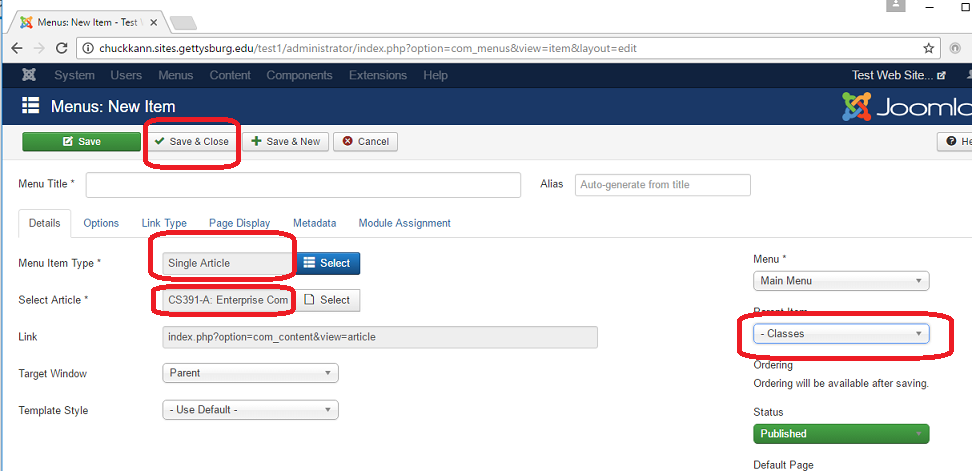 Menus: New Item - Test W
chuckkann.sites.gettysburg.edu/test1/administrator/index.php?option=com_menus&view=item&layout=edit
System Users Menus Content Components Extensions Help Test Web Site...
Menus: New Item Joomla
Save Save & Close Save & New Cancel He
Menu Title * Alias Auto-generate from title
Details Options Link Type Page Display Metadata Module Assignment
Menu Item Type * Single Article Select
Menu *
Main Menu
Select Article * CS391-A: Enterprise Com Select
Parent Item
- Classes
Link index.php?option=com_content&view=article
Ordering
Ordering will be available after saving.
Target Window Parent
Template Style - Use Default -
Status
Published
Default Page